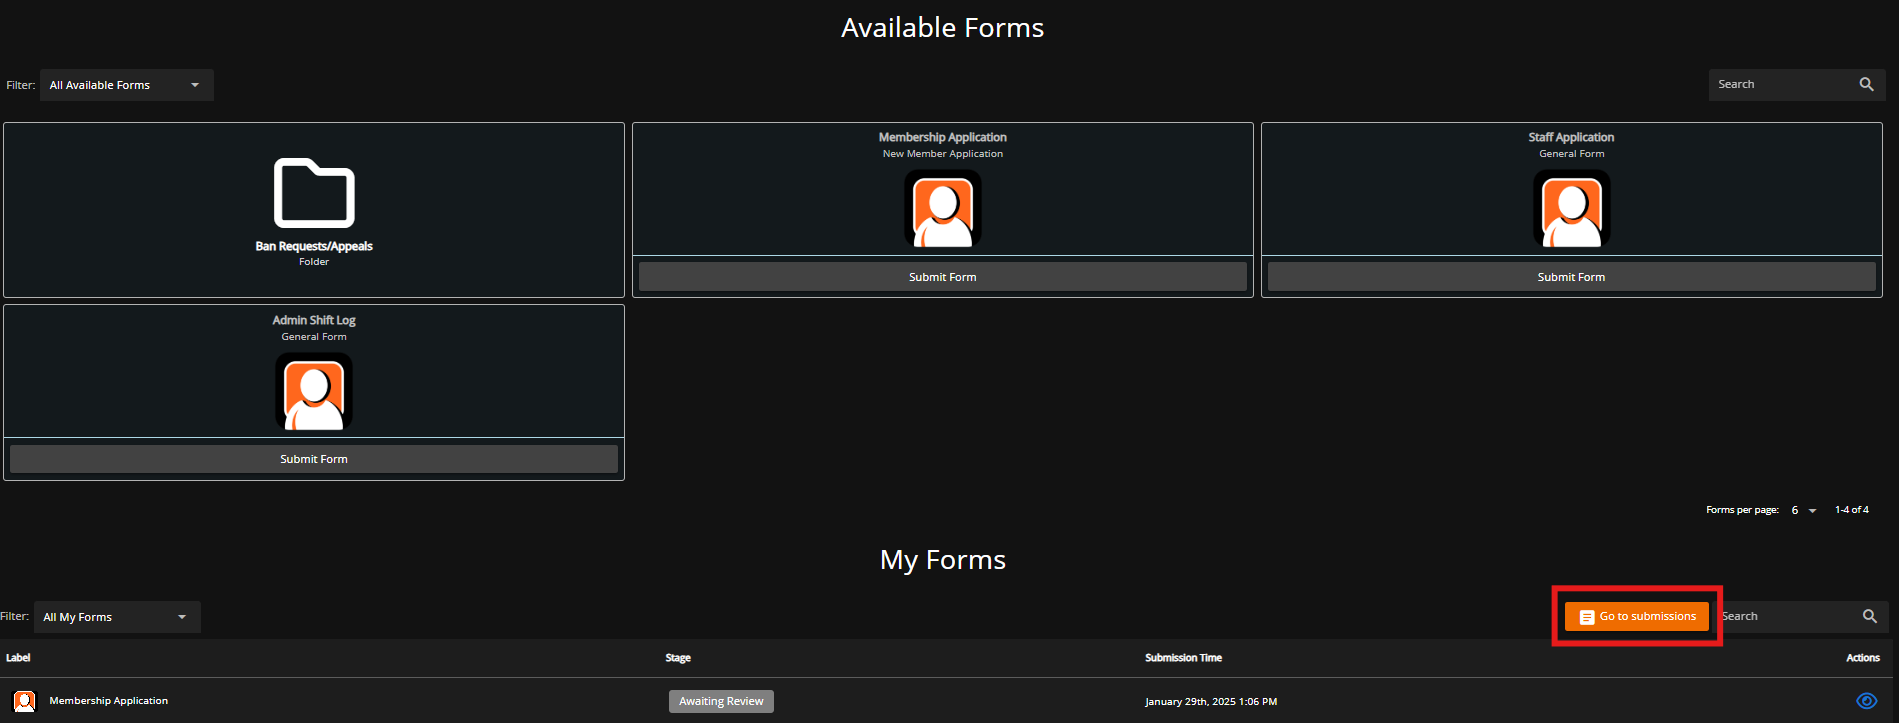 Available Forms
Filter: All Available Forms
Search
Ban Requests/Appeals
Folder
Membership Application
New Member Application
Submit Form
Staff Application
General Form
Submit Form
Admin Shift Log
General Form
Submit Form
Forms per page: 6 1-4 of 4
My Forms
Filter: All My Forms
Go to submissions
Search
Label Stage Submission Time Actions
Membership Application Awaiting Review January 29th, 2025 1:06 PM